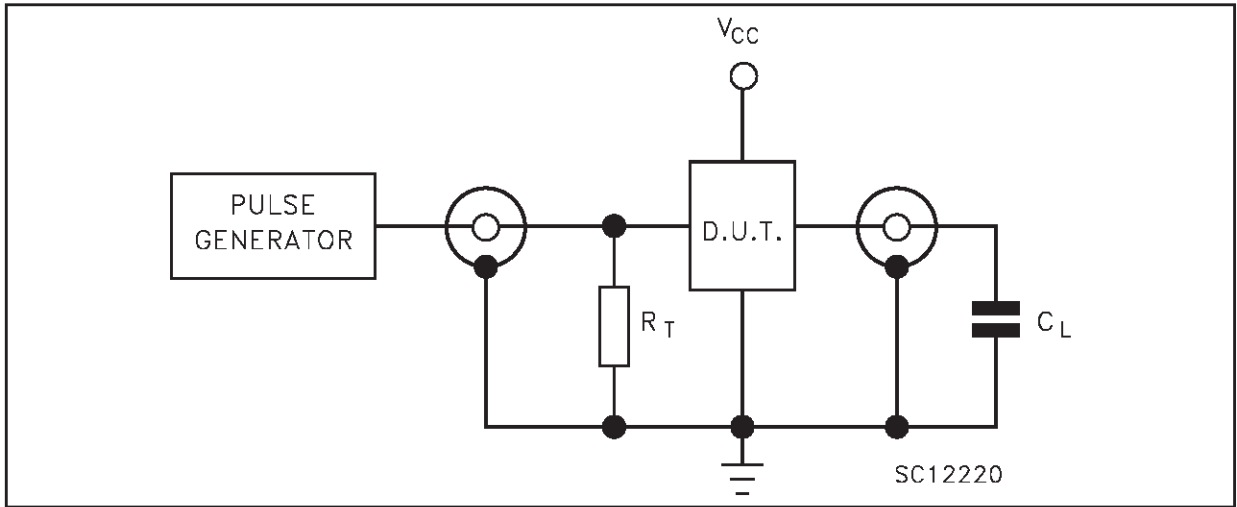 VCC
PULSE
GENERATOR
D.U.T.
RT
CL
SC12220